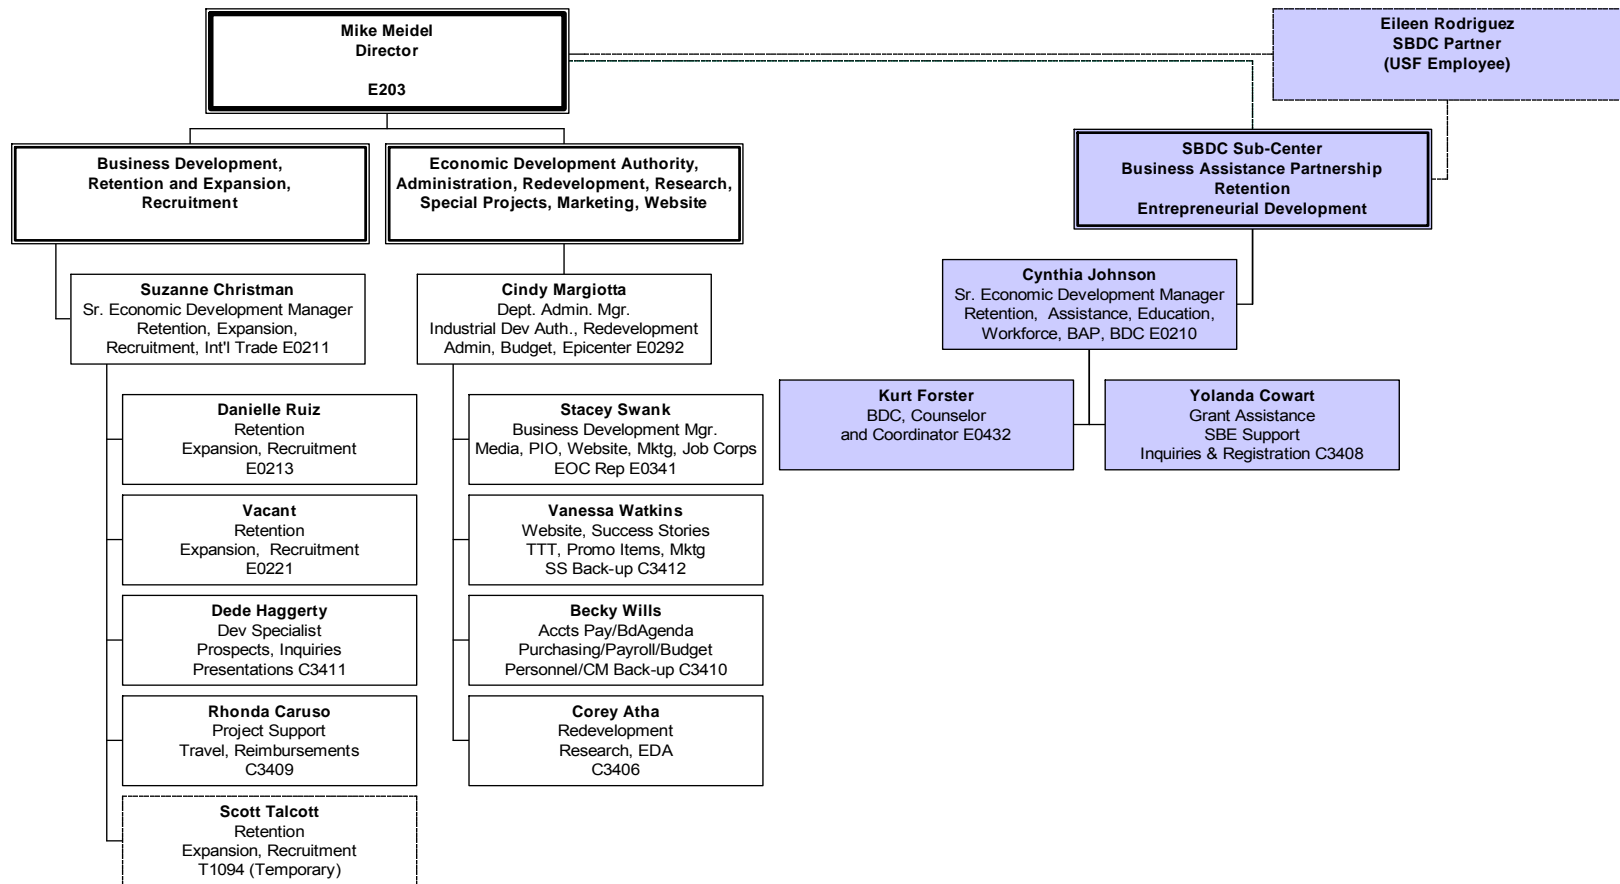 Mike Meidel
Director
E203
Eileen Rodriguez
SBDC Partner
(USF Employee)
Business Development,
Retention and Expansion,
Recruitment
Economic Development Authority,
Administration, Redevelopment, Research,
Special Projects, Marketing, Website
SBDC Sub-Center
Business Assistance Partnership
Retention
Entrepreneurial Development
Suzanne Christman
Sr. Economic Development Manager
Retention, Expansion,
Recruitment, Int'l Trade E0211
Cindy Margiotta
Dept. Admin. Mgr.
Industrial Dev Auth., Redevelopment
Admin, Budget, Epicenter E0292
Cynthia Johnson
Sr. Economic Development Manager
Retention, Assistance, Education,
Workforce, BAP, BDC E0210
Danielle Ruiz
Retention
Expansion, Recruitment
E0213
Stacey Swank
Business Development Mgr.
Media, PIO, Website, Mktg, Job Corps
EOC Rep E0341
Kurt Forster
BDC, Counselor
and Coordinator E0432
Yolanda Cowart
Grant Assistance
SBE Support
Inquiries & Registration C3408
Vacant
Retention
Expansion, Recruitment
E0221
Vanessa Watkins
Website, Success Stories
TTT, Promo Items, Mktg
SS Back-up C3412
Dede Haggerty
Dev Specialist
Prospects, Inquiries
Presentations C3411
Becky Wills
Accts Pay/BdAgenda
Purchasing/Payroll/Budget
Personnel/CM Back-up C3410
Rhonda Caruso
Project Support
Travel, Reimbursements
C3409
Corey Atha
Redevelopment
Research, EDA
C3406
Scott Talcott
Retention
Expansion, Recruitment
T1094 (Temporary)